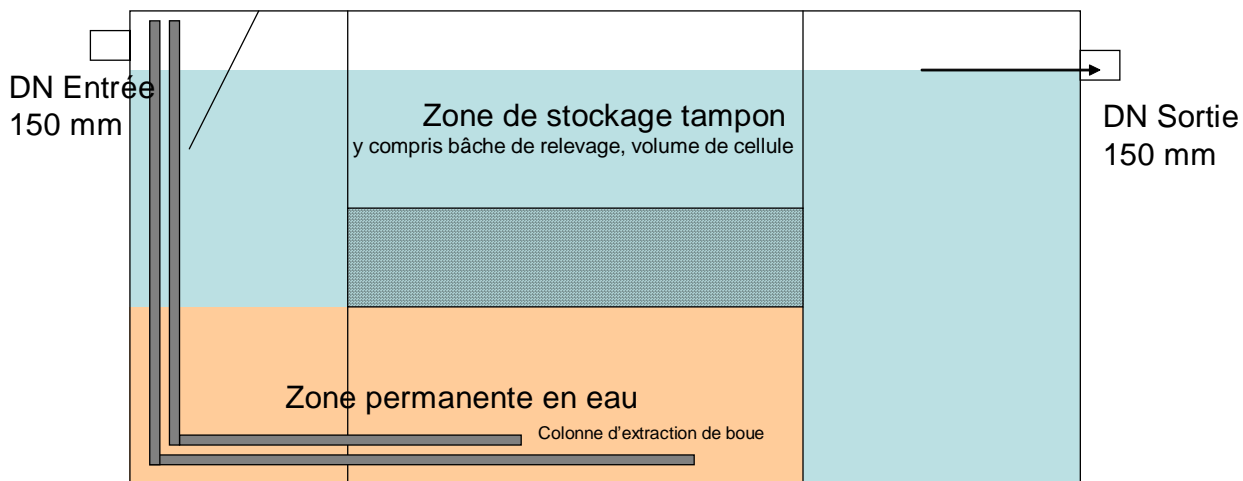 DN Entrée
150 mm
Zone de stockage tampon
y compris bâche de relevage, volume de cellule
DN Sortie
150 mm
Zone permanente en eau
Colonne d'extraction de boue